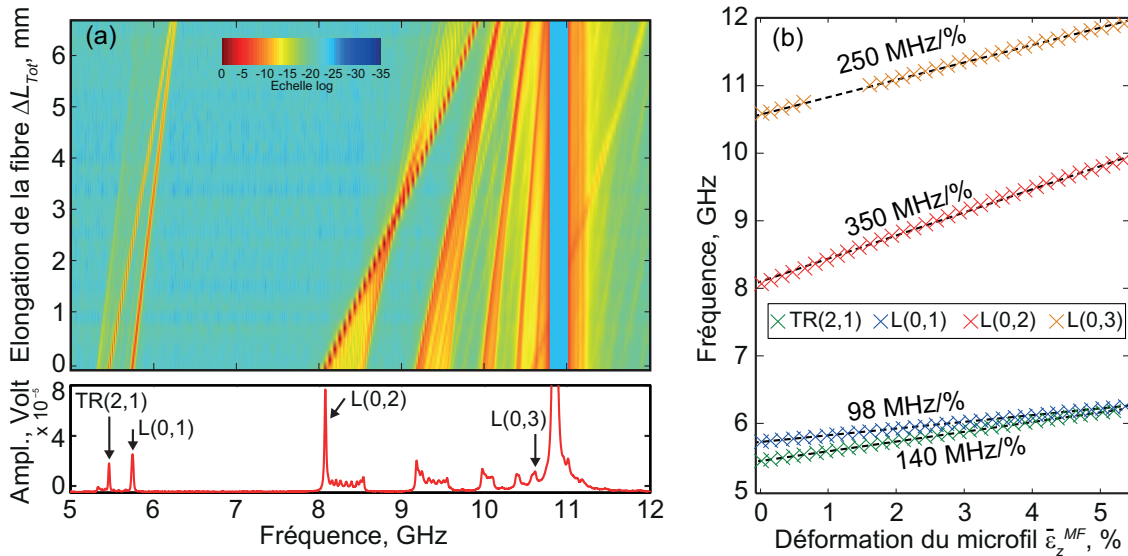 (a)
Elongation de la fibre ΔL_Tot, mm
6
5
4
3
2
1
0
0 -5 -10 -15 -20 -25 -30 -35
Echelle log
Ampl., Volt
x 10⁻⁵
8
4
0
TR(2,1)
L(0,1)
L(0,2)
L(0,3)
5 6 7 8 9 10 11 12
Fréquence, GHz
(b)
Fréquence, GHz
12
11
10
9
8
7
6
5
250 MHz/%
350 MHz/%
TR(2,1) L(0,1) L(0,2) L(0,3)
98 MHz/%
140 MHz/%
0 1 2 3 4 5
Déformation du microfil ε̄_z^MF, %